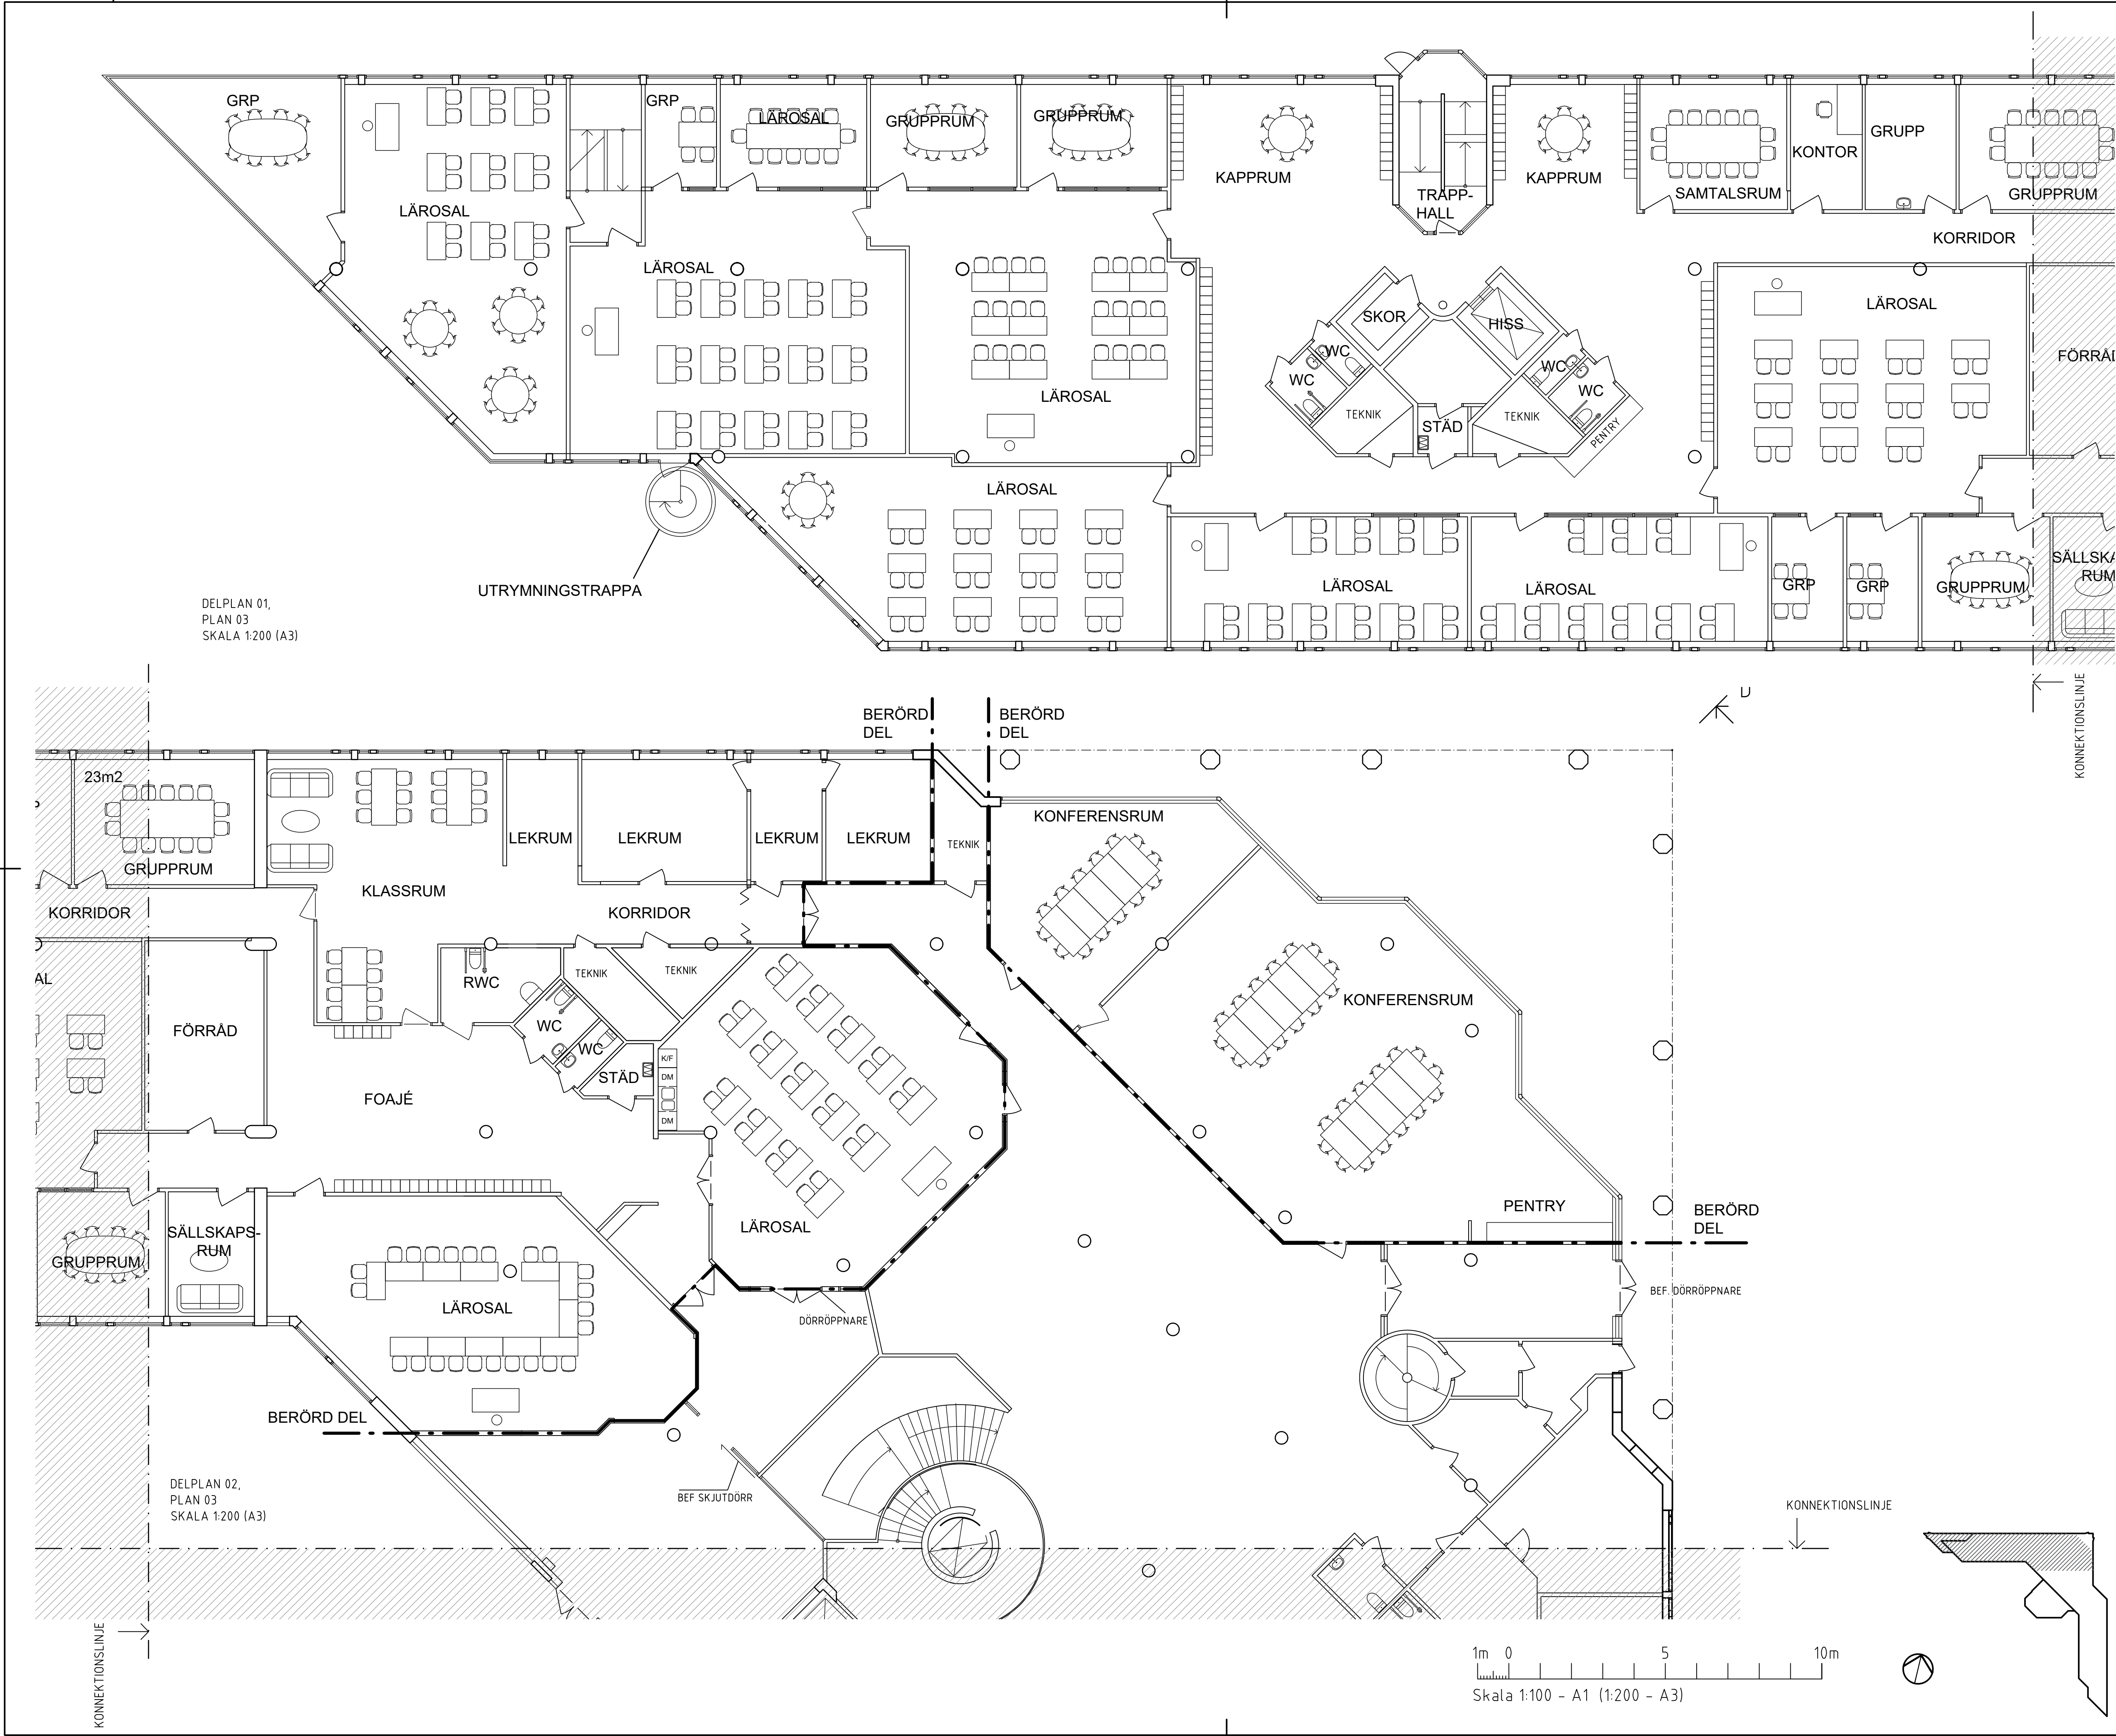 GRP
GRP
LÄROSAL
GRUPPRUM
GRUPPRUM
KAPPRUM
KAPPRUM
TRAPP-
HALL
SAMTALSRUM
KONTOR
GRUPP
GRUPPRUM
KORRIDOR
LÄROSAL
LÄROSAL
LÄROSAL
SKOR
HISS
WC
WC
WC
WC
TEKNIK
STÄD
TEKNIK
PENTRY
LÄROSAL
FÖRRÅD
LÄROSAL
LÄROSAL
LÄROSAL
GRP
GRP
GRUPPRUM
SÄLLSKA
RUM
UTRYMNINGSTRAPPA
DELPLAN 01,
PLAN 03
SKALA 1:200 (A3)
KONNEKTIONSLINJE
D
BERÖRD
DEL
BERÖRD
DEL
23m2
GRUPPRUM
KLASSRUM
LEKRUM
LEKRUM
LEKRUM
LEKRUM
TEKNIK
KONFERENSRUM
KORRIDOR
KORRIDOR
AL
FÖRRÅD
RWC
TEKNIK
TEKNIK
WC
WC
STÄD
K/F
DM
DM
FOAJÉ
KONFERENSRUM
PENTRY
BERÖRD
DEL
LÄROSAL
SÄLLSKAPS-
RUM
GRUPPRUM
LÄROSAL
DÖRRÖPPNARE
BEF. DÖRRÖPPNARE
BERÖRD DEL
BEF SKJUTDÖRR
DELPLAN 02,
PLAN 03
SKALA 1:200 (A3)
KONNEKTIONSLINJE
KONNEKTIONSLINJE
1m 0 5 10m
Skala 1:100 - A1 (1:200 - A3)